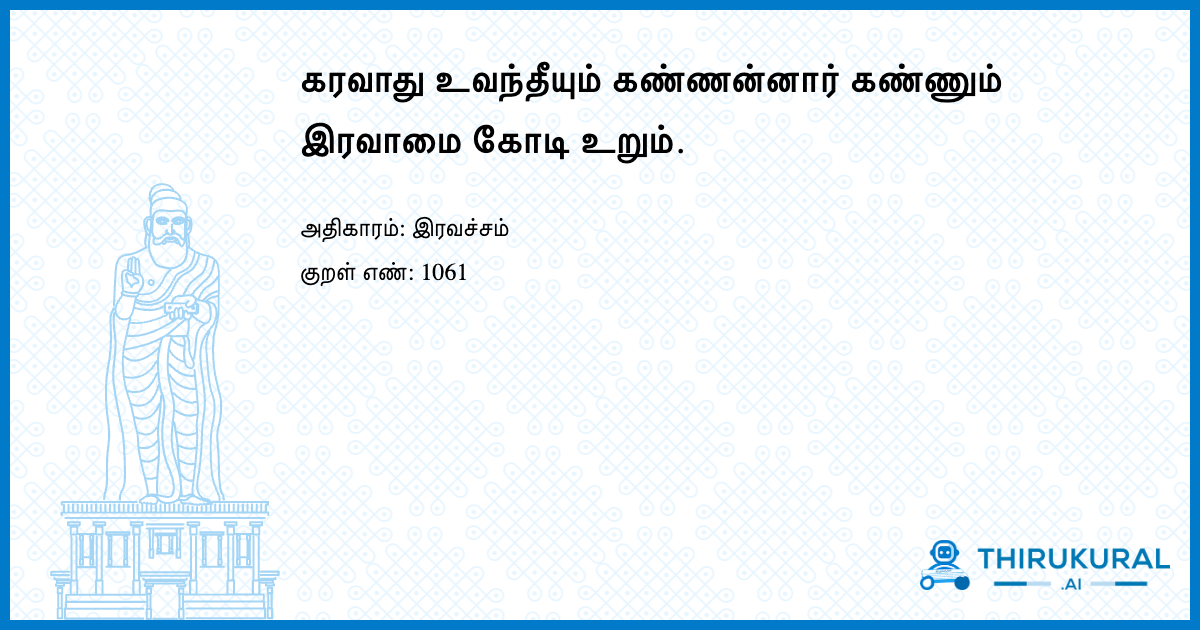 கரவாது உவந்தீயும் கண்ணன்னார் கண்ணும்
இரவாமை கோடி உறும்.
அதிகாரம்: இரவச்சம்
குறள் எண்: 1061
THIRUKURAL
.AI